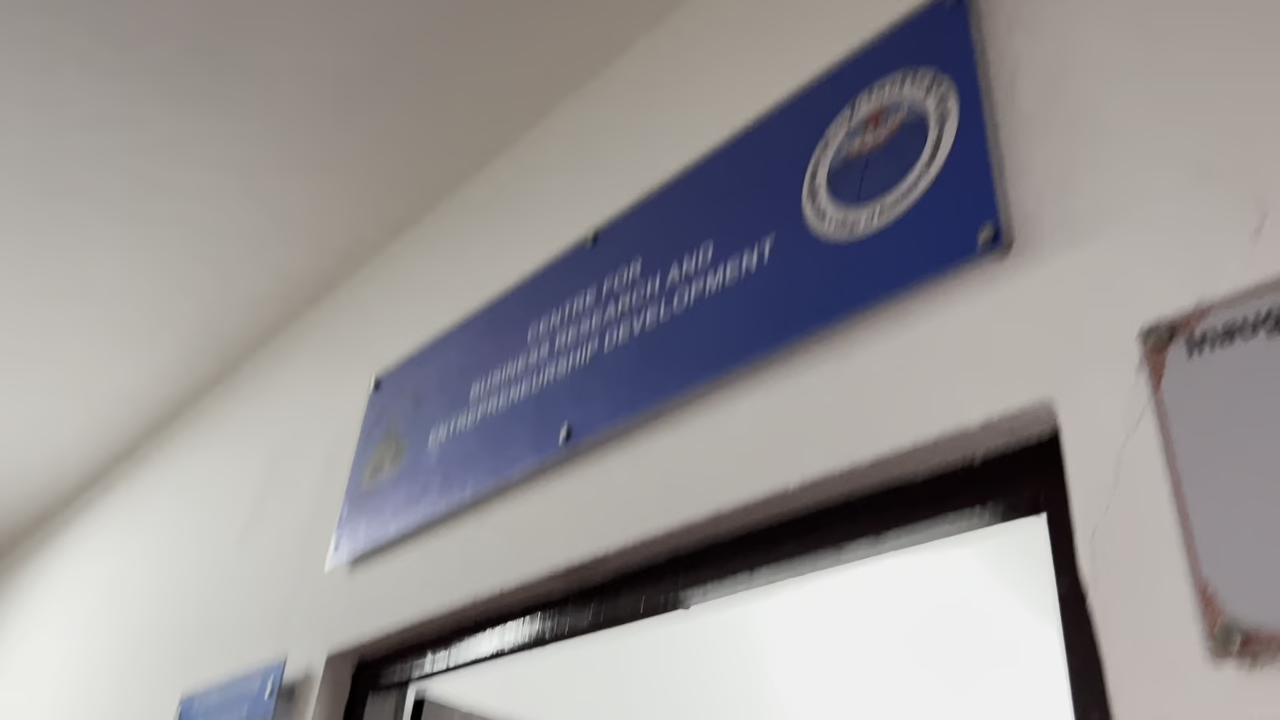 CENTRE FOR
BUSINESS RESEARCH AND
ENTREPRENEURSHIP DEVELOPMENT